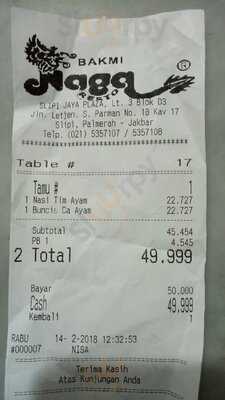 BAKMI
Naga
RESTO
®
Slipi JAYA PLAZA, Lt. 3 Blok D3
Jln. Letjen. S. Parman No. 18 Kav 17
Slipi, Palmerah - Jakbar
Telp. (021) 5357107 / 5357108
Table # 17
Tamu # 1
1 Nasi Tim Ayam 22.727
1 Buncis Ca Ayam 22.727
Subtotal 45.454
PB 1 4.545
2 Total 49.999
Bayar 50.000
Cash 49,999
Kembali 1
RABU 14- 2-2018 12:32:53
#000007 NISA
Terima Kasih
Atas Kunjungan Anda